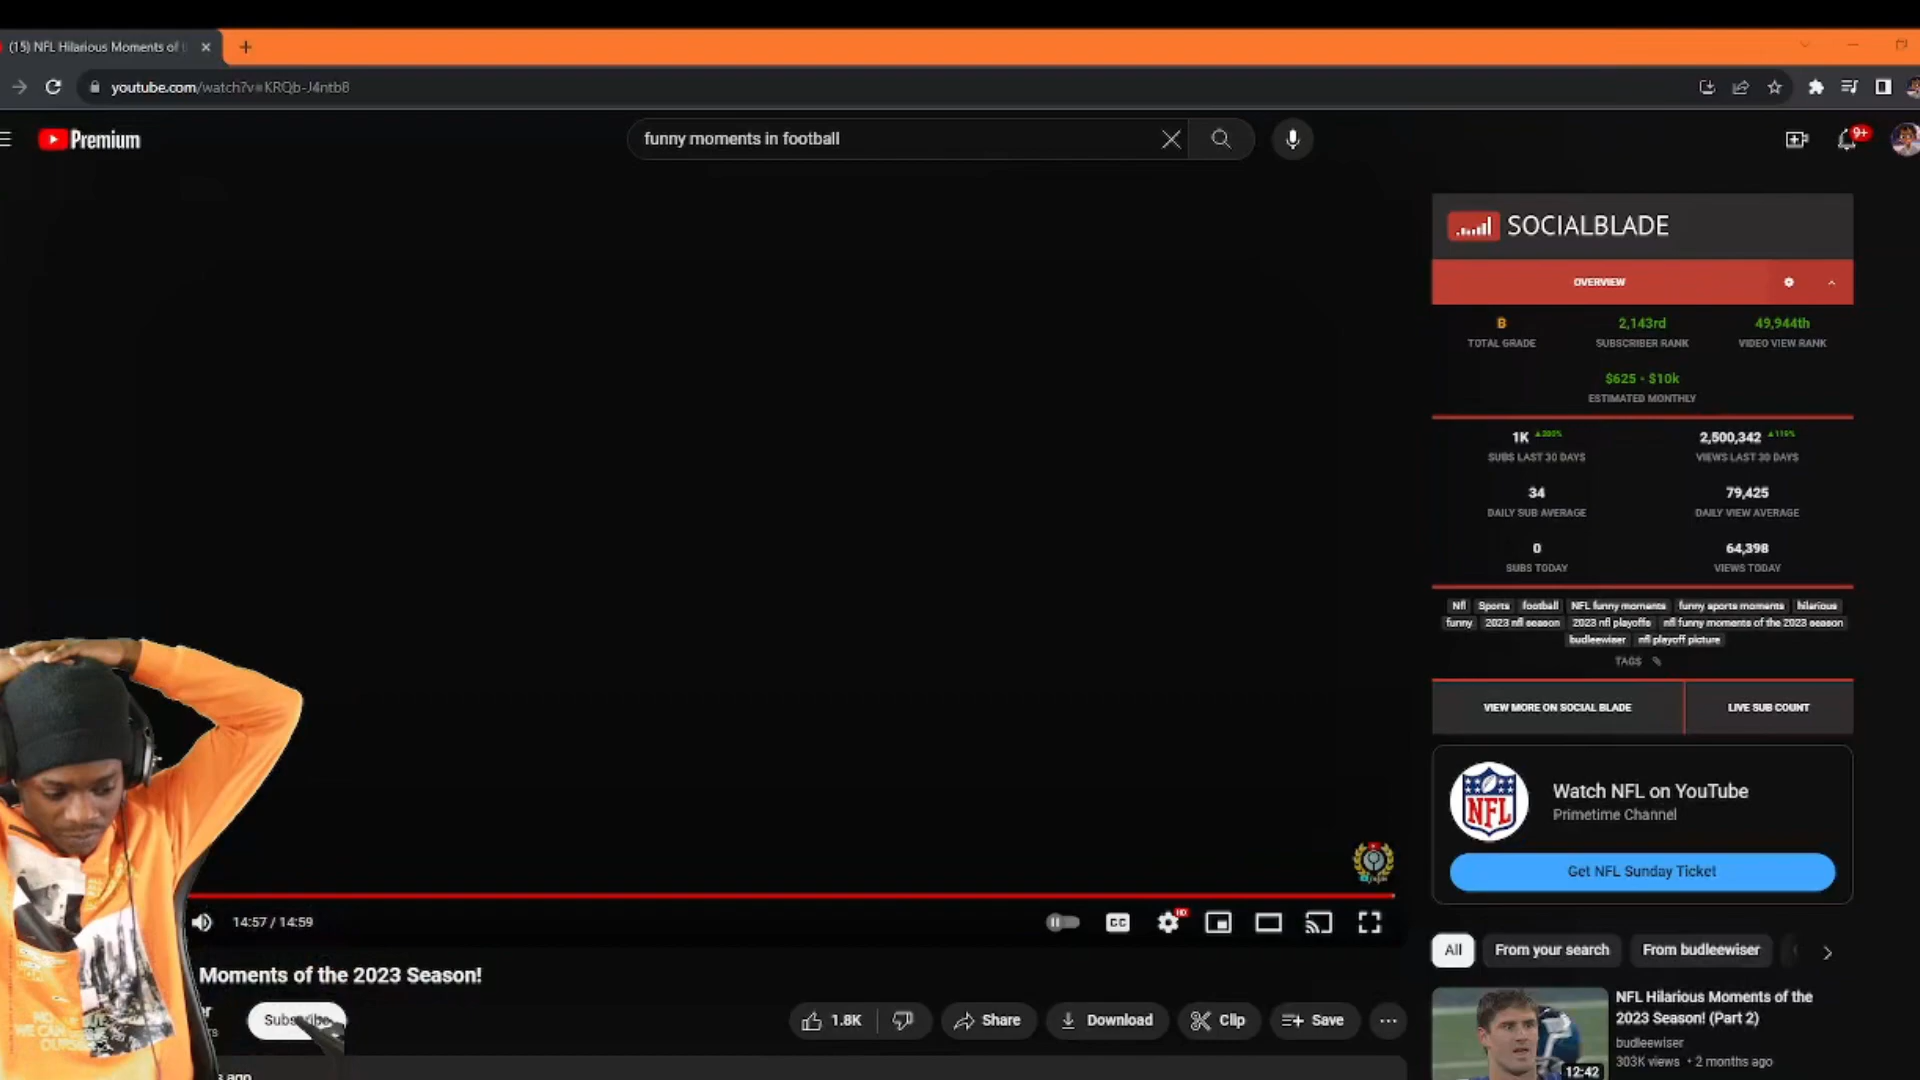 (15) NFL Hilarious Moments of
youtube.com/watch?v=KRQb-J4ntb8
Premium
funny moments in football
9+
SOCIALBLADE
OVERVIEW
B
2,143rd
49,944th
TOTAL GRADE
SUBSCRIBER RANK
VIDEO VIEW RANK
$625 - $10k
ESTIMATED MONTHLY
1K ▲200%
2,500,342 ▲119%
SUBS LAST 30 DAYS
VIEWS LAST 30 DAYS
34
79,425
DAILY SUB AVERAGE
DAILY VIEW AVERAGE
0
64,398
SUBS TODAY
VIEWS TODAY
Nfl Sports football NFL funny moments funny sports moments hilarious
funny 2023 nfl season 2023 nfl playoffs nfl funny moments of the 2023 season
budleewiser nfl playoff picture
TAGS
VIEW MORE ON SOCIAL BLADE
LIVE SUB COUNT
NFL
Watch NFL on YouTube
Primetime Channel
Get NFL Sunday Ticket
14:57 / 14:59
CC
HD
Moments of the 2023 Season!
Subscribe
1.8K
Share
Download
Clip
Save
All
From your search
From budleewiser
NFL Hilarious Moments of the
2023 Season! (Part 2)
budleewiser
303K views • 2 months ago
12:42
ago